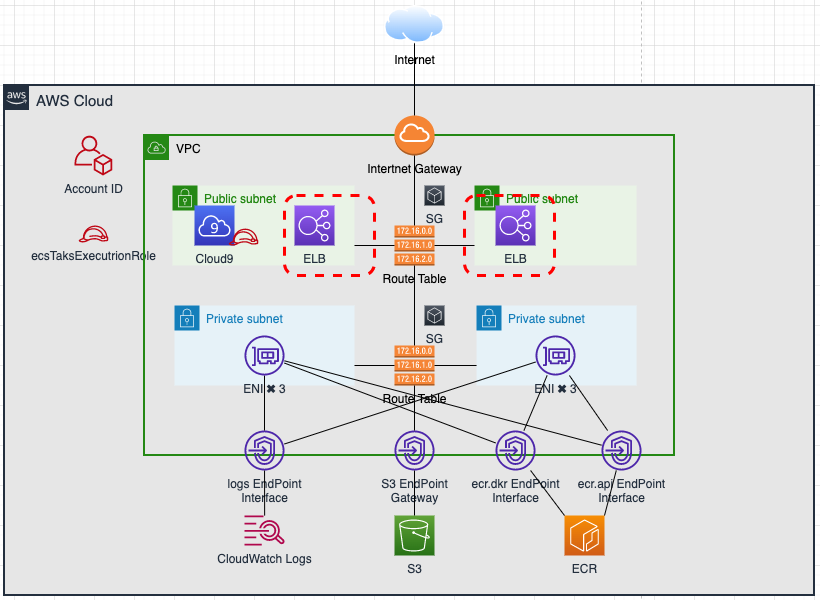 Internet
aws
AWS Cloud
VPC
Intertnet Gateway
Account ID
Public subnet
SG
Public subnet
9
172.16.0.0
172.16.1.0
172.16.2.0
ecsTaksExecutrionRole
Cloud9
ELB
ELB
Route Table
Private subnet
SG
Private subnet
172.16.0.0
172.16.1.0
172.16.2.0
ENI ✖ 3
ENI ✖ 3
Route Table
logs EndPoint
Interface
S3 EndPoint
Gateway
ecr.dkr EndPoint
Interface
ecr.api EndPoint
Interface
CloudWatch Logs
S3
ECR